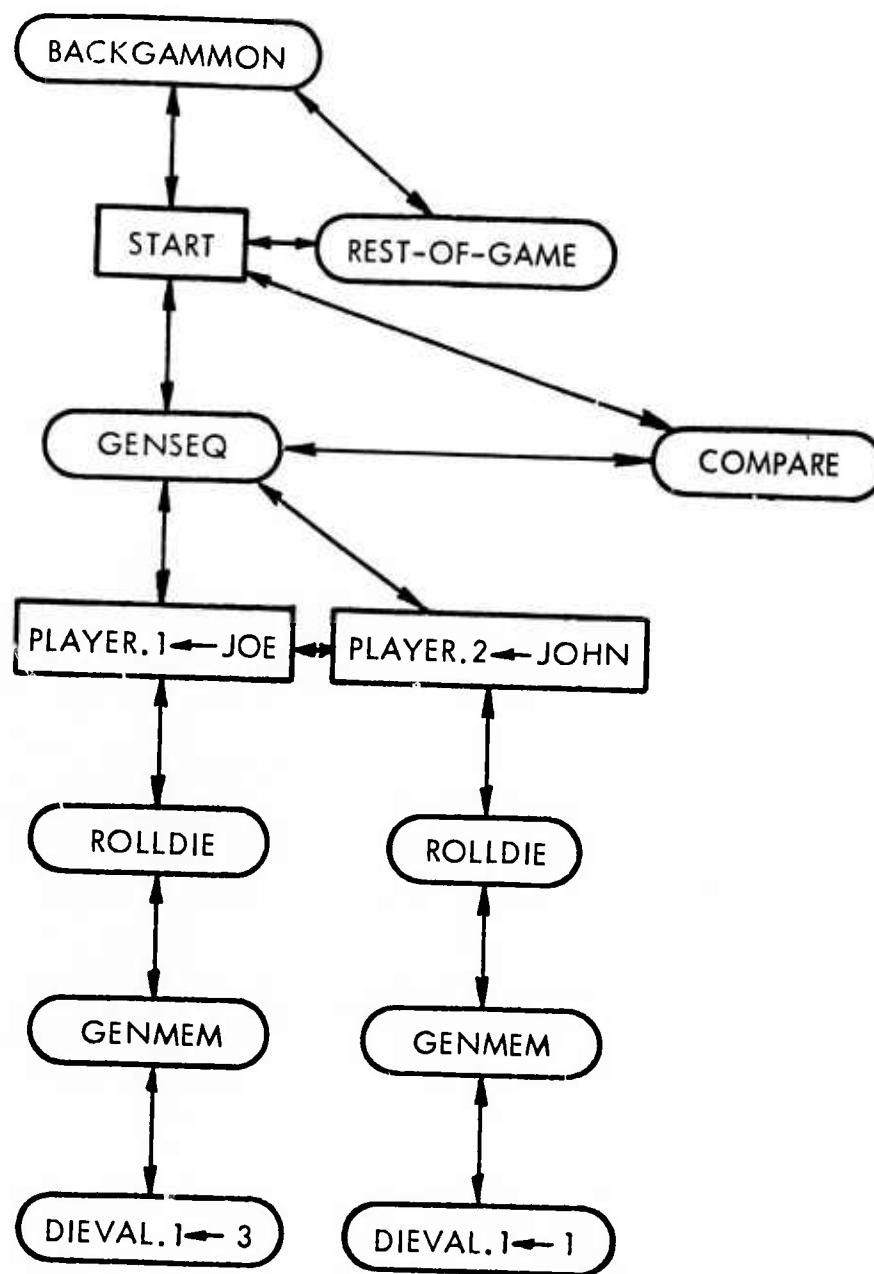 BACKGAMMON
START
REST-OF-GAME
GENSEQ
COMPARE
PLAYER.1←JOE
PLAYER.2←JOHN
ROLLDIE
ROLLDIE
GENMEM
GENMEM
DIEVAL.1← 3
DIEVAL.1← 1